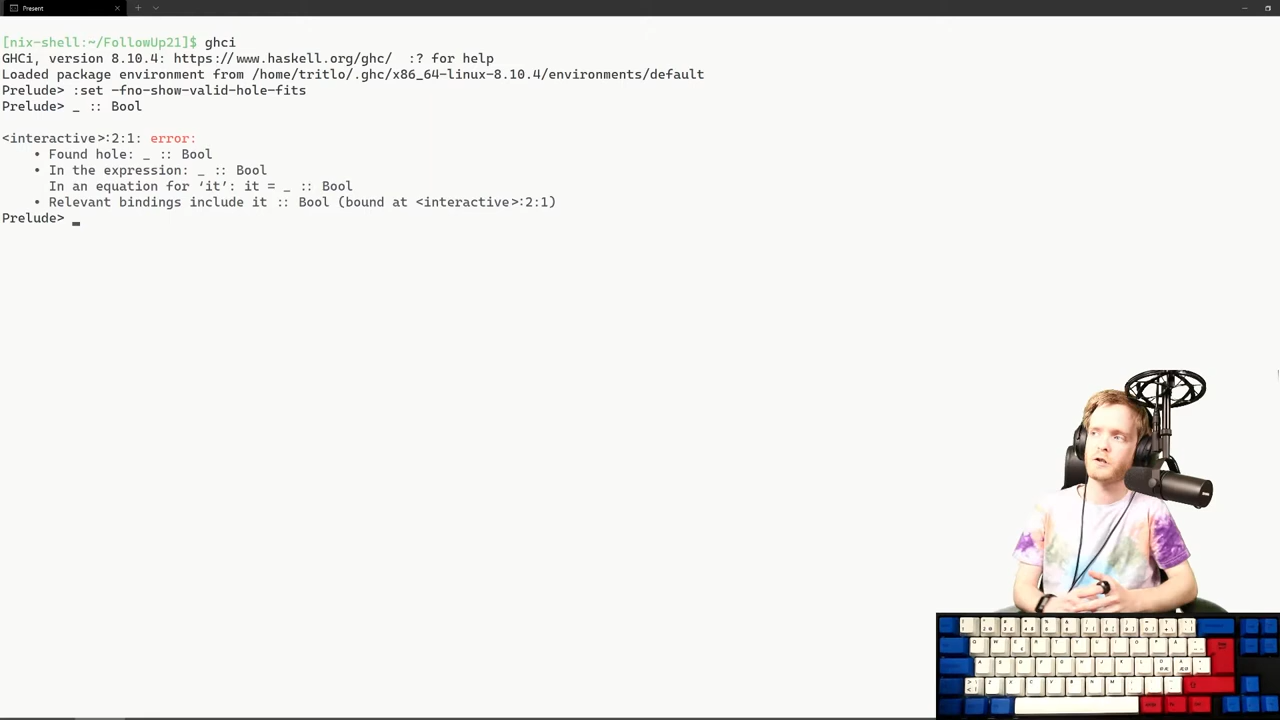 Present
[nix-shell:~/FollowUp21]$ ghci
GHCi, version 8.10.4: https://www.haskell.org/ghc/  :? for help
Loaded package environment from /home/tritlo/.ghc/x86_64-linux-8.10.4/environments/default
Prelude> :set -fno-show-valid-hole-fits
Prelude> _ :: Bool
<interactive>:2:1: error:
• Found hole: _ :: Bool
• In the expression: _ :: Bool
In an equation for ‘it’: it = _ :: Bool
• Relevant bindings include it :: Bool (bound at <interactive>:2:1)
Prelude> _